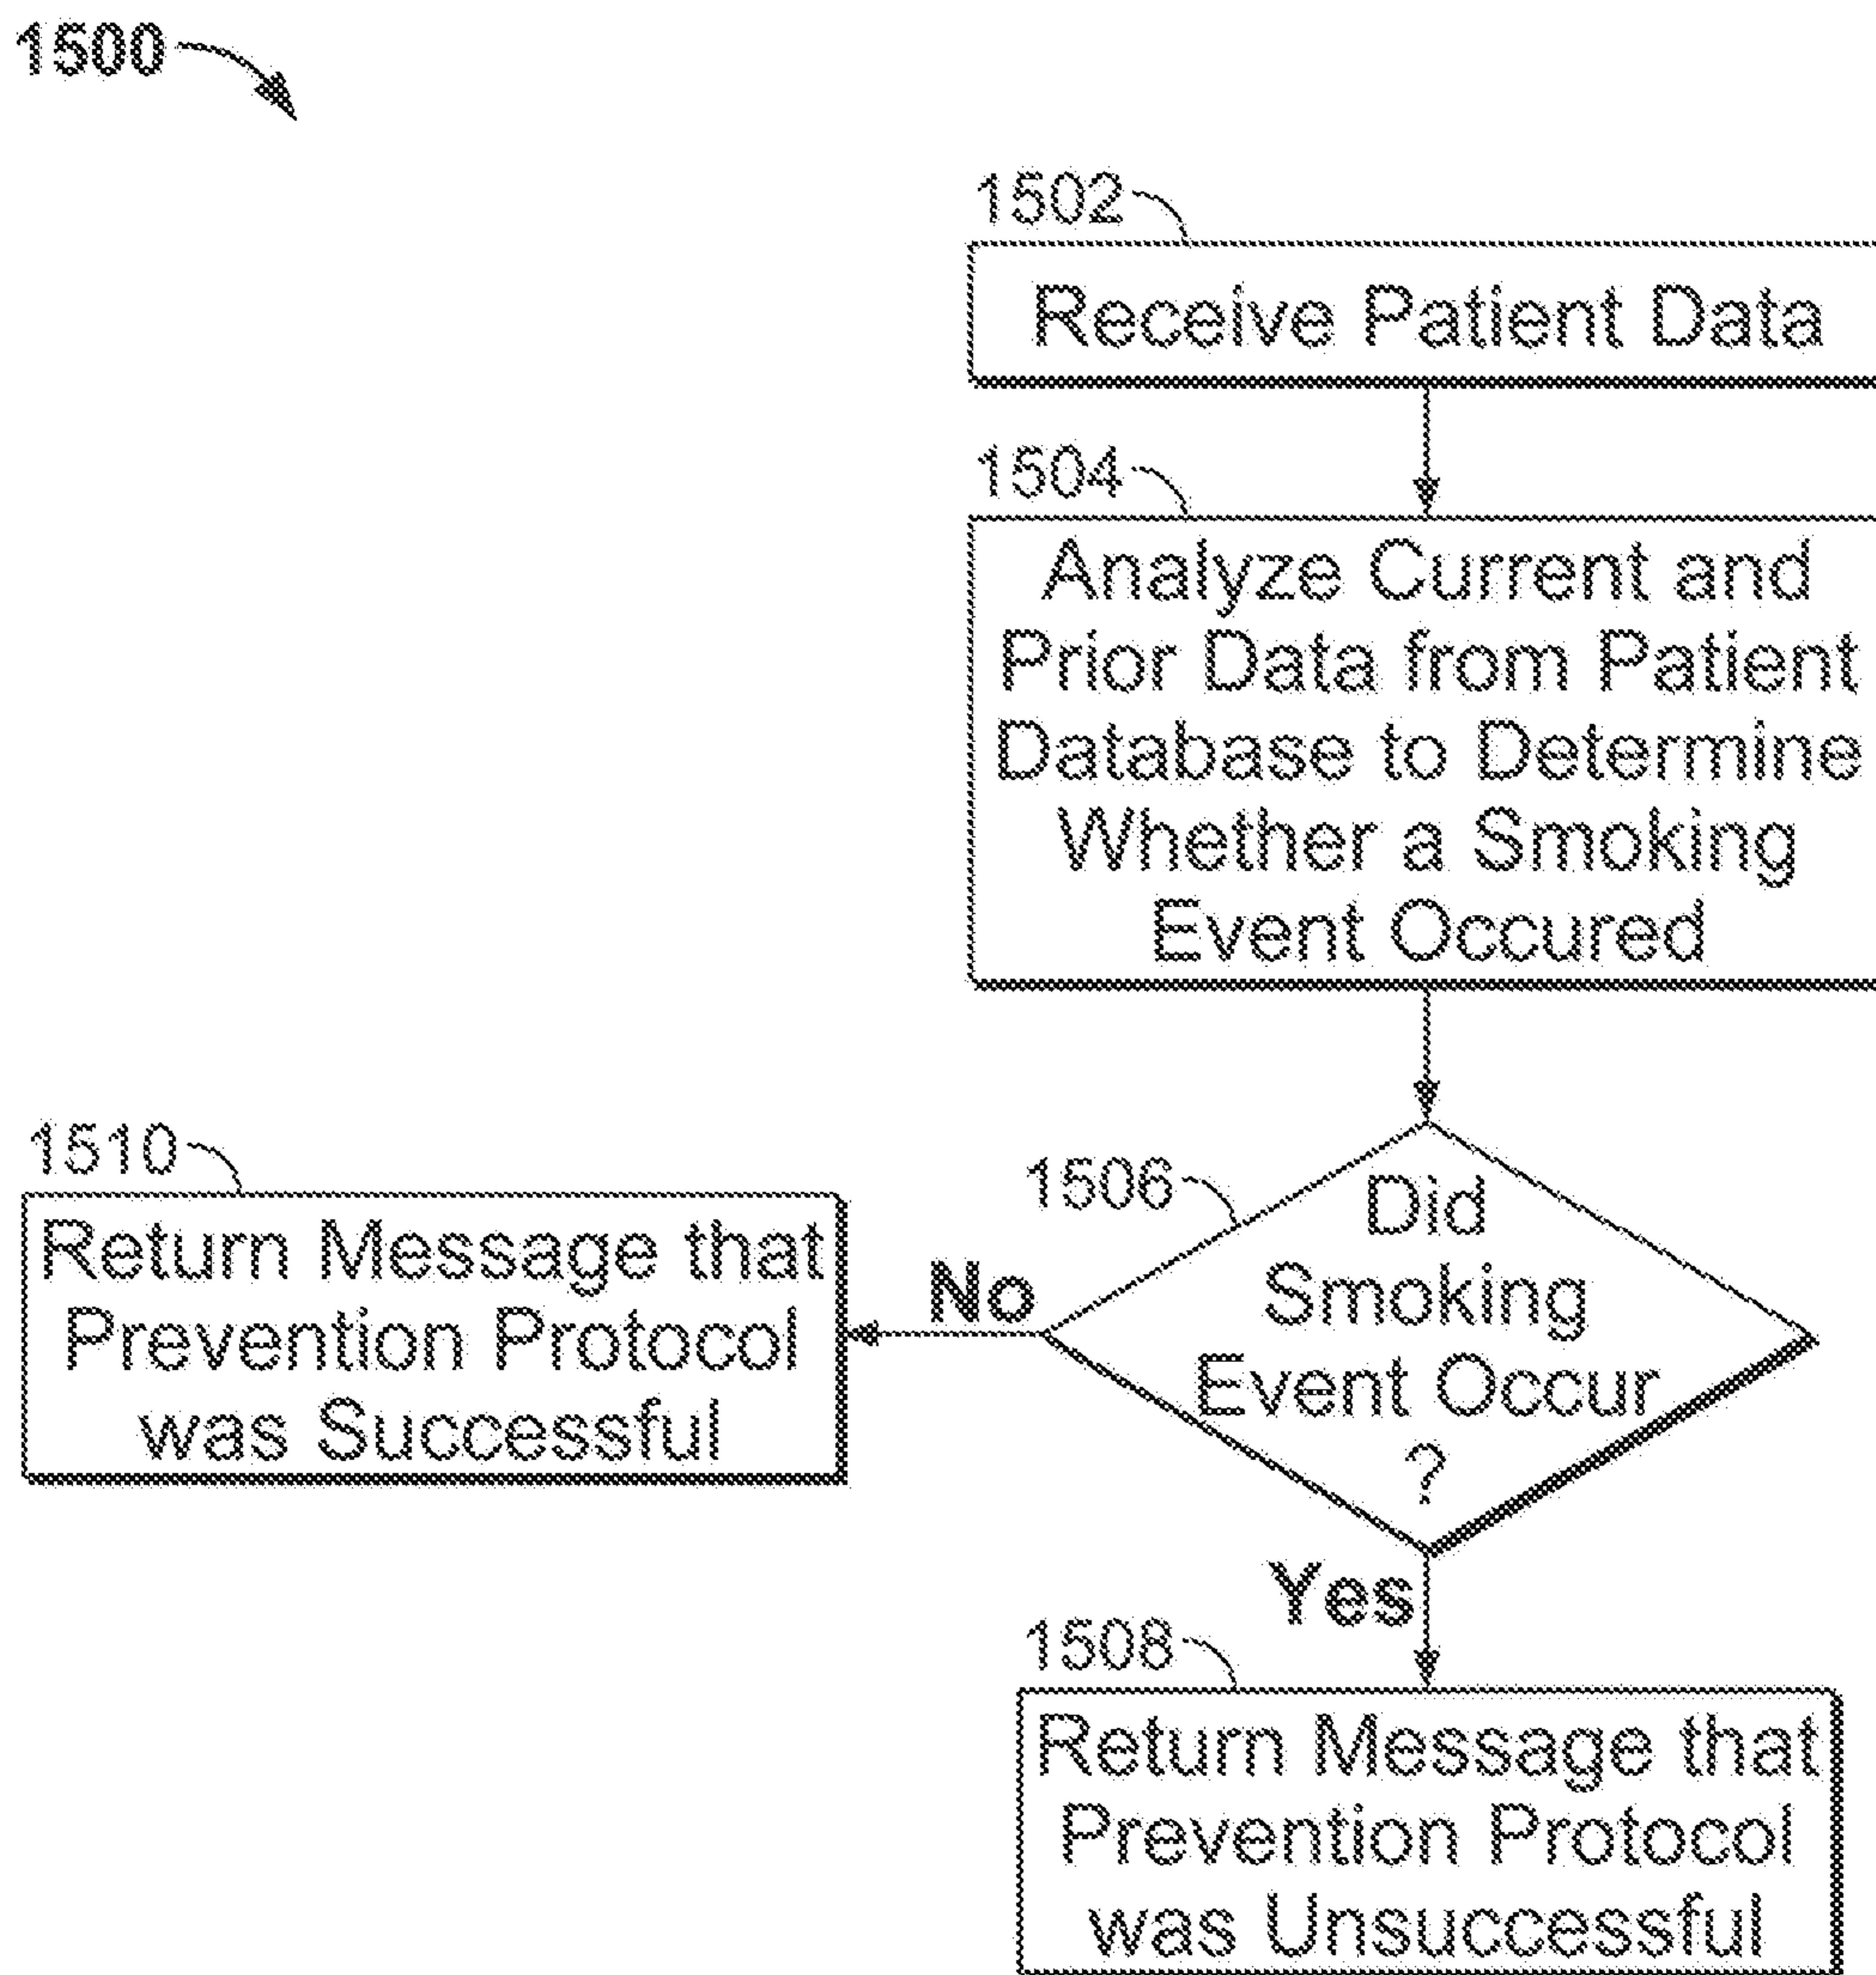 1500
1502
Receive Patient Data
1504
Analyze Current and
Prior Data from Patient
Database to Determine
Whether a Smoking
Event Occured
1506
Did
Smoking
Event Occur
?
No
1510
Return Message that
Prevention Protocol
was Successful
Yes
1508
Return Message that
Prevention Protocol
was Unsuccessful